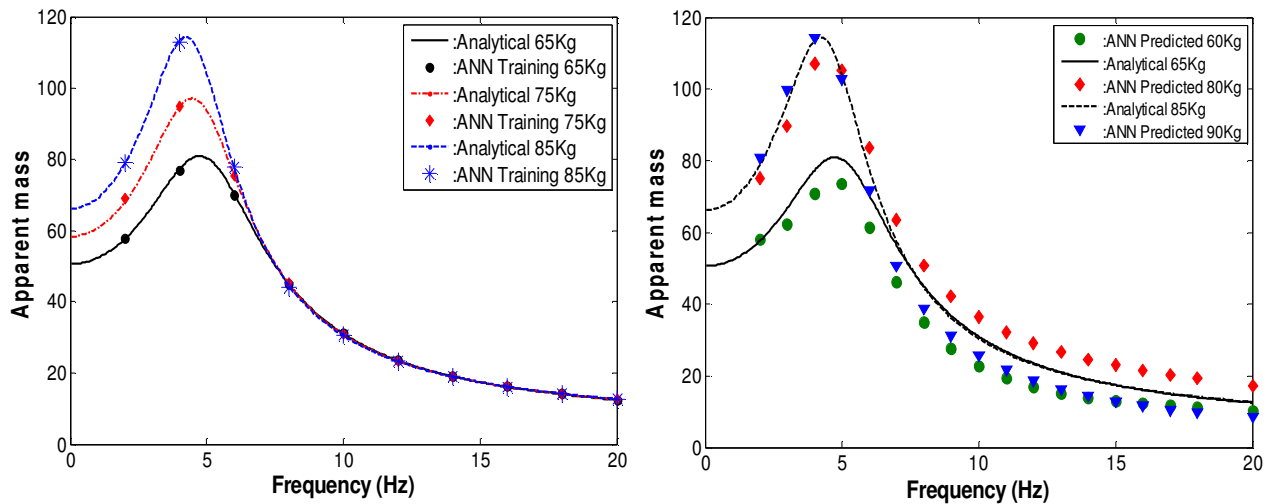 120
100
80
60
40
20
0
0
5
10
15
20
Apparent mass
Frequency (Hz)
:Analytical 65Kg
:ANN Training 65Kg
:Analytical 75Kg
:ANN Training 75Kg
:Analytical 85Kg
:ANN Training 85Kg
120
100
80
60
40
20
0
0
5
10
15
20
Apparent mass
Frequency (Hz)
:ANN Predicted 60Kg
:Analytical 65Kg
:ANN Predicted 80Kg
:Analytical 85Kg
:ANN Predicted 90Kg